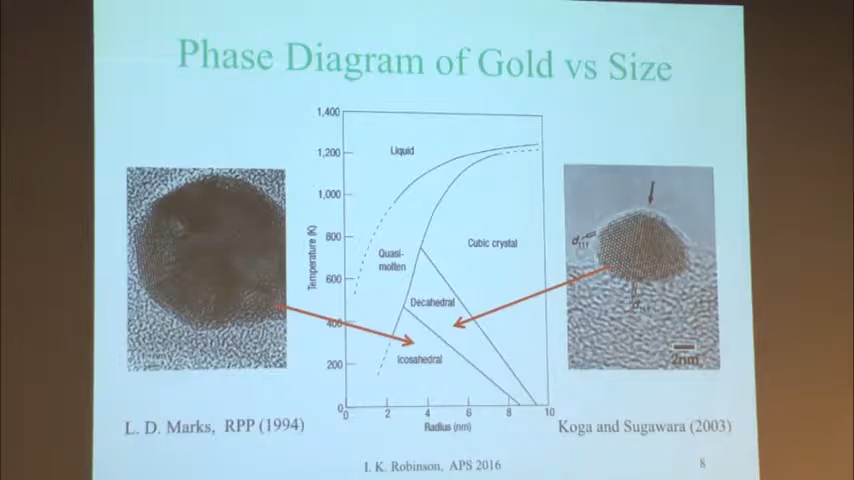 Phase Diagram of Gold vs Size
1,400
1,200
1,000
800
600
400
200
0
Temperature (K)
Liquid
Quasi-
molten
Cubic crystal
Decahedral
Icosahedral
0 2 4 6 8 10
Radius (nm)
d111
2nm
L. D. Marks, RPP (1994)
Koga and Sugawara (2003)
I. K. Robinson, APS 2016
8